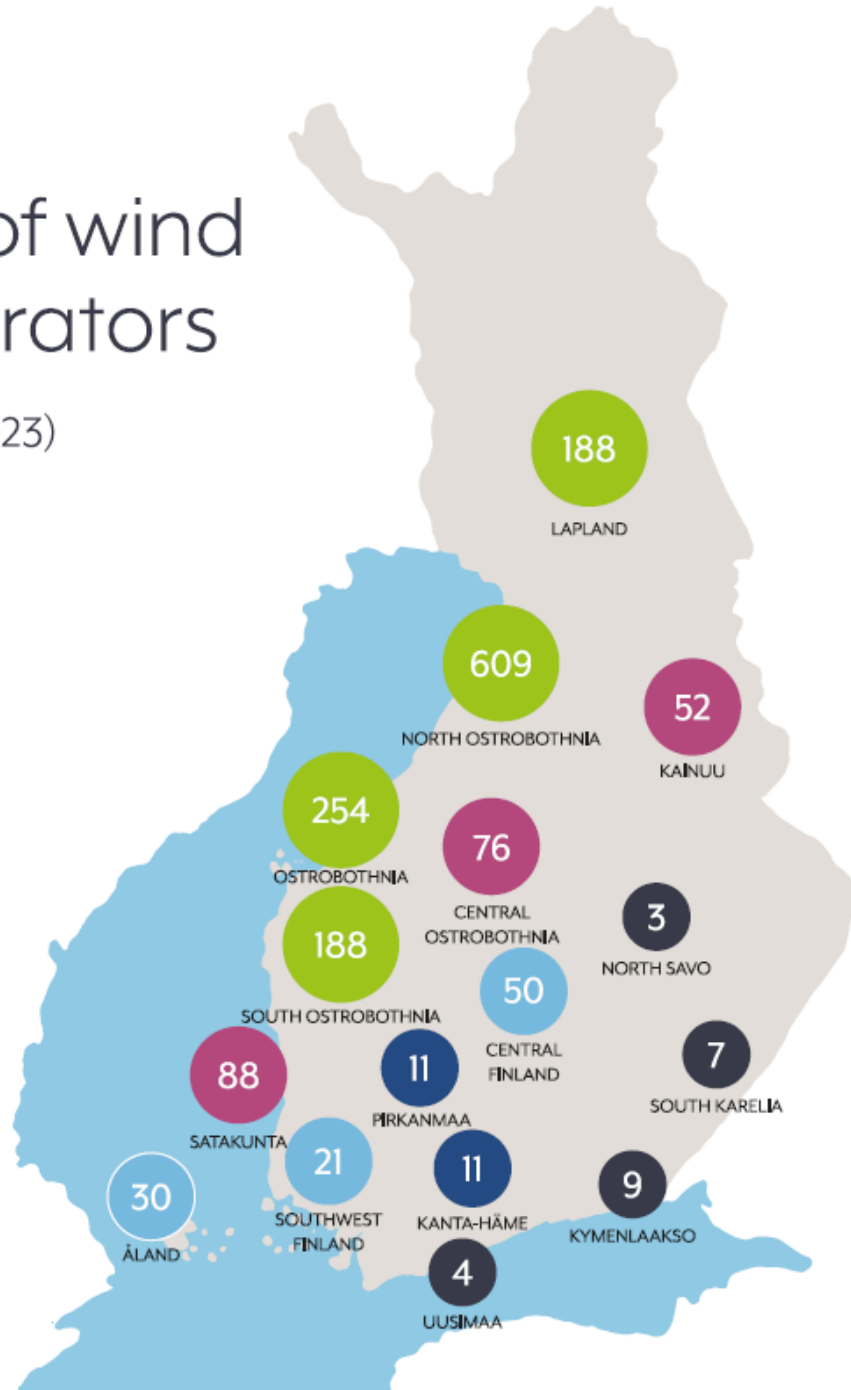 of wind
rators
23)
188
LAPLAND
609
NORTH OSTROBOTHNIA
52
KAINUU
254
OSTROBOTHNIA
76
CENTRAL
OSTROBOTHNIA
3
NORTH SAVO
188
SOUTH OSTROBOTHNIA
50
CENTRAL
FINLAND
7
SOUTH KARELIA
88
SATAKUNTA
11
PIRKANMAA
21
SOUTHWEST
FINLAND
11
KANTA-HÄME
9
KYMENLAAKSO
30
ÅLAND
4
UUSIMAA